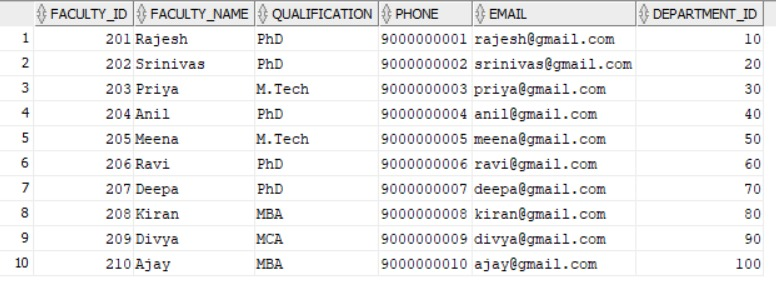 FACULTY_ID FACULTY_NAME QUALIFICATION PHONE EMAIL DEPARTMENT_ID
1 201 Rajesh PhD 9000000001 rajesh@gmail.com 10
2 202 Srinivas PhD 9000000002 srinivas@gmail.com 20
3 203 Priya M.Tech 9000000003 priya@gmail.com 30
4 204 Anil PhD 9000000004 anil@gmail.com 40
5 205 Meena M.Tech 9000000005 meena@gmail.com 50
6 206 Ravi PhD 9000000006 ravi@gmail.com 60
7 207 Deepa PhD 9000000007 deepa@gmail.com 70
8 208 Kiran MBA 9000000008 kiran@gmail.com 80
9 209 Divya MCA 9000000009 divya@gmail.com 90
10 210 Ajay MBA 9000000010 ajay@gmail.com 100